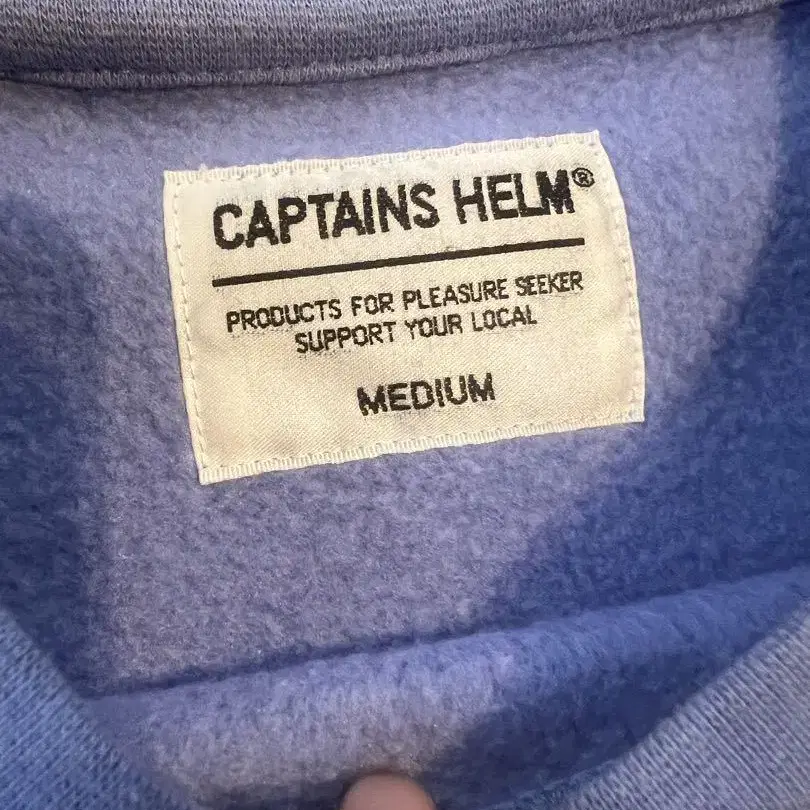 CAPTAINS HELM®
PRODUCTS FOR PLEASURE SEEKER
SUPPORT YOUR LOCAL
MEDIUM